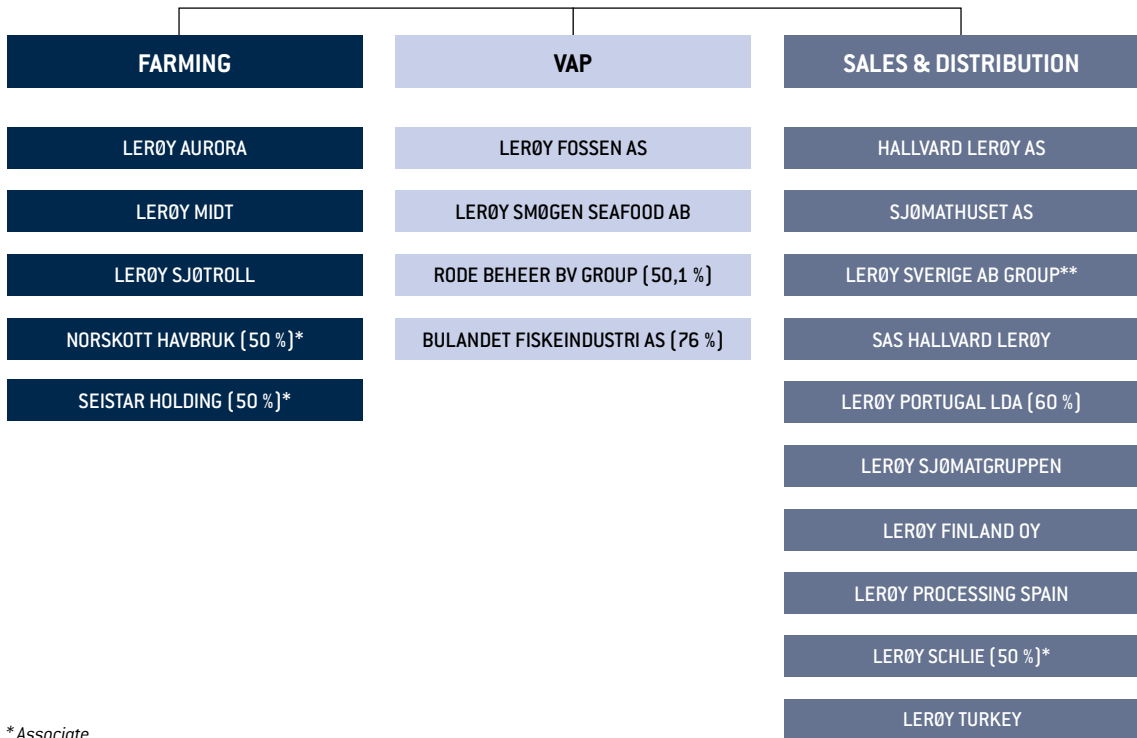 FARMING
LERØY AURORA
LERØY MIDT
LERØY SJØTROLL
NORSKOTT HAVBRUK (50 %)*
SEISTAR HOLDING (50 %)*
VAP
LERØY FOSSEN AS
LERØY SMØGEN SEAFOOD AB
RODE BEHEER BV GROUP (50,1 %)
BULANDET FISKEINDUSTRI AS (76 %)
SALES & DISTRIBUTION
HALLVARD LERØY AS
SJØMATHUSET AS
LERØY SVERIGE AB GROUP**
SAS HALLVARD LERØY
LERØY PORTUGAL LDA (60 %)
LERØY SJØMATGRUPPEN
LERØY FINLAND OY
LERØY PROCESSING SPAIN
LERØY SCHLIE (50 %)*
LERØY TURKEY
* Associate